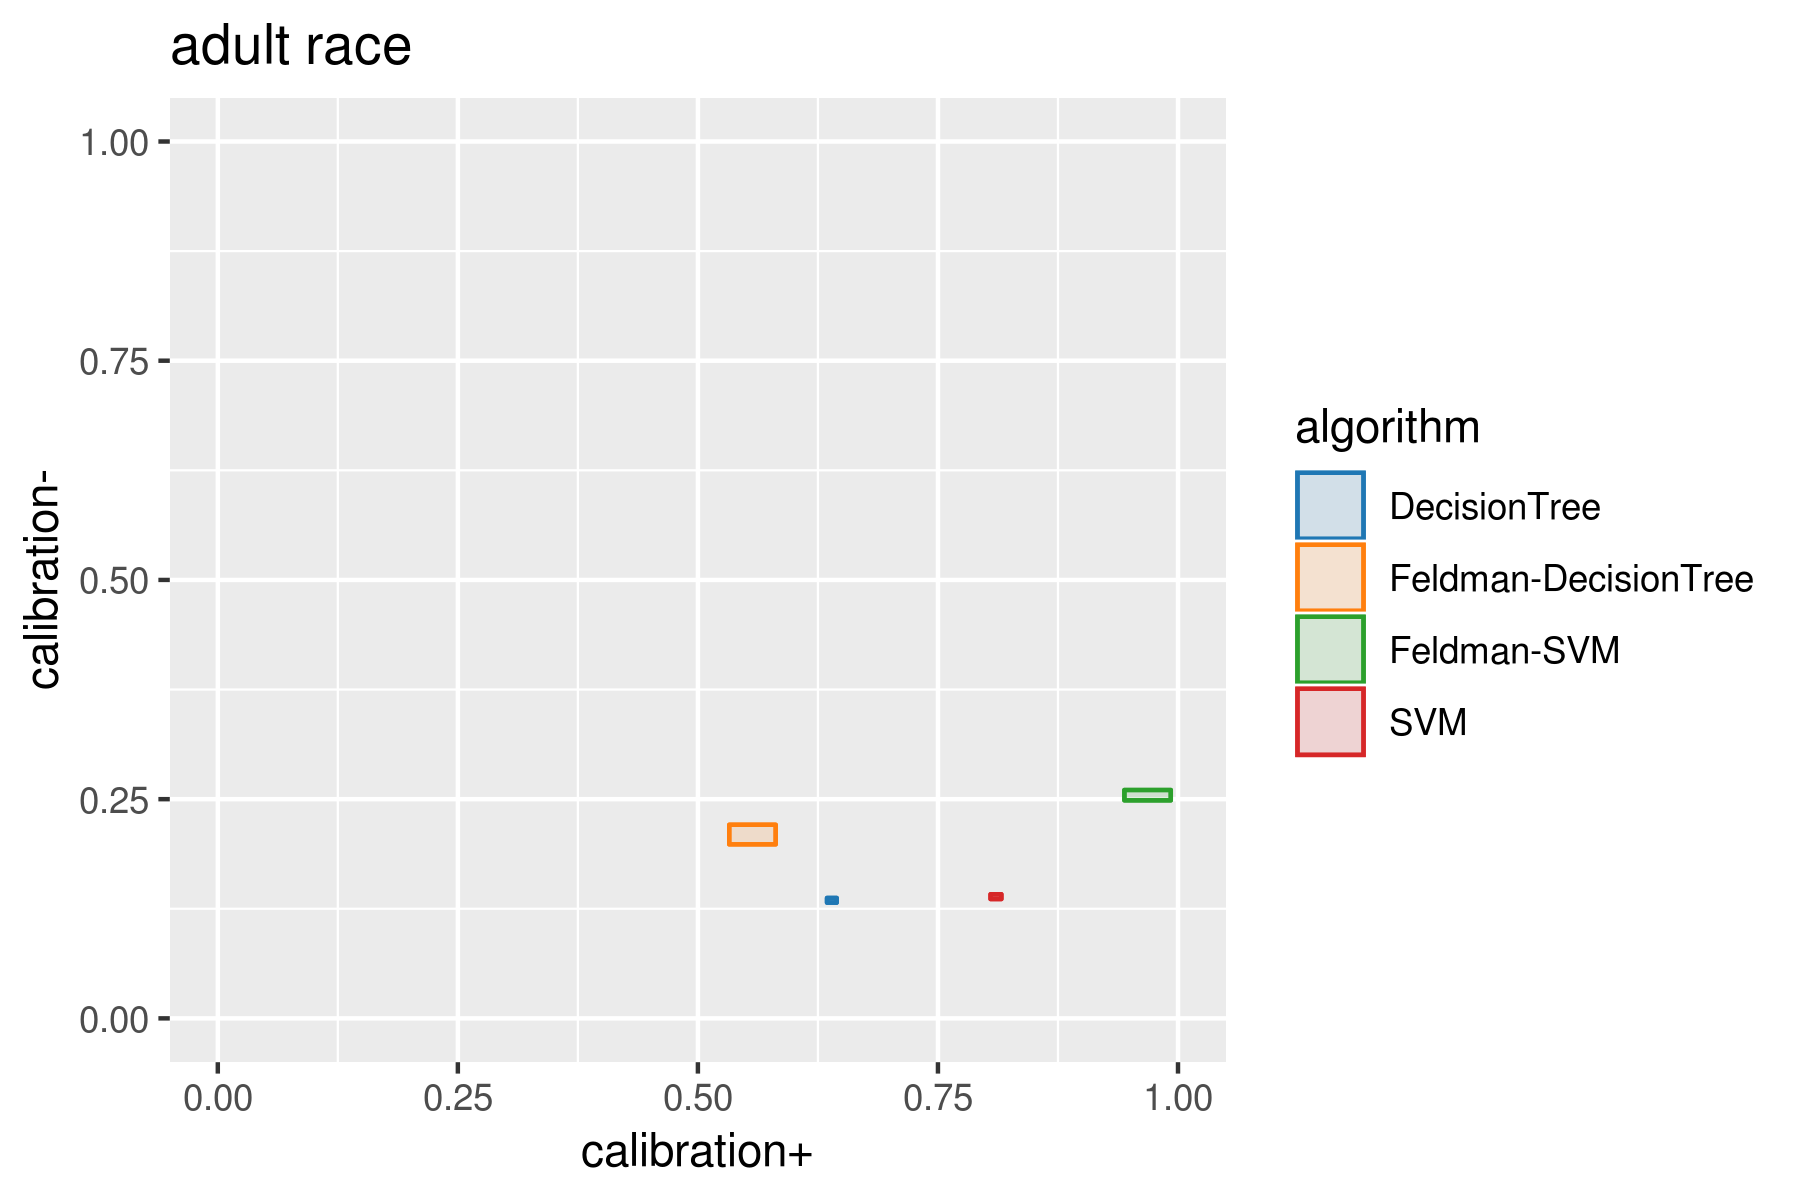 adult race
1.00
0.75
0.50
0.25
0.00
calibration-
0.00 0.25 0.50 0.75 1.00
calibration+
algorithm
DecisionTree
Feldman-DecisionTree
Feldman-SVM
SVM